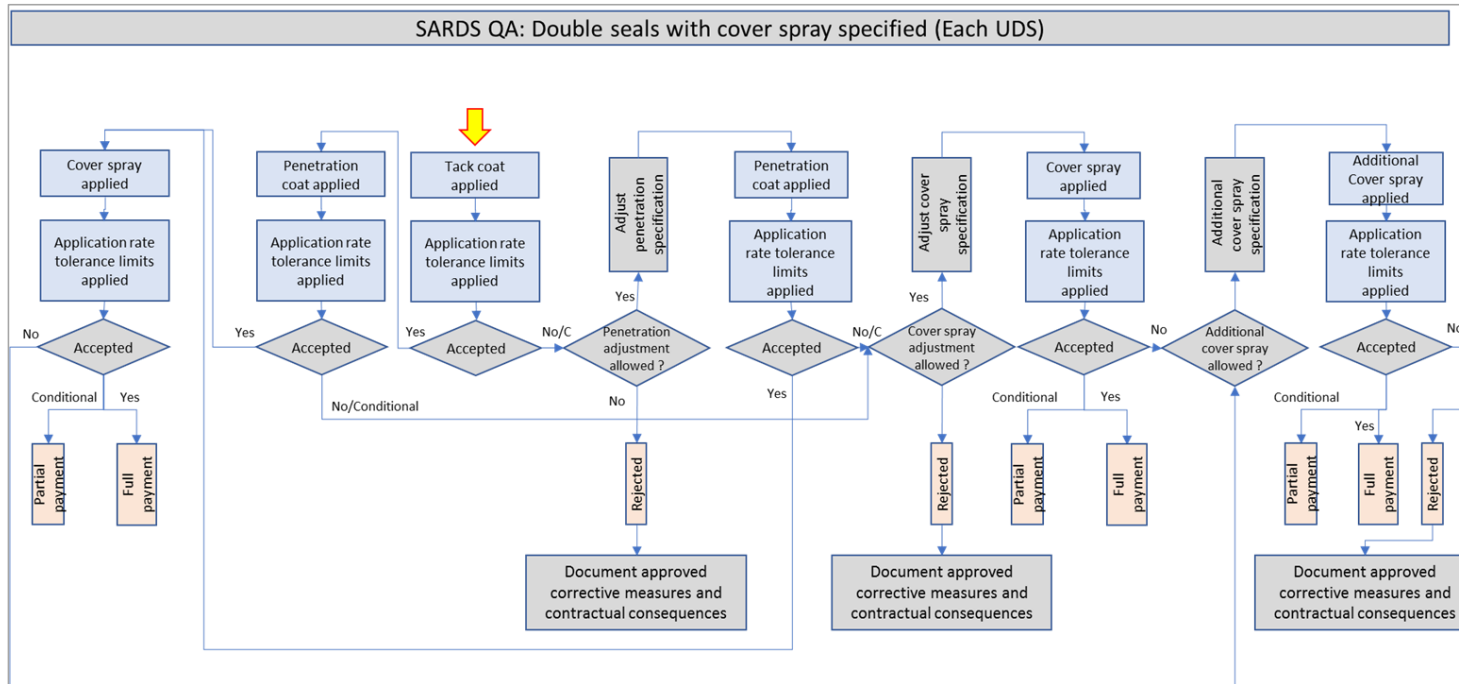 SARDS QA: Double seals with cover spray specified (Each UDS)
Cover spray
applied
Application rate
tolerance limits
applied
No
Accepted
Conditional
Yes
Partial
payment
Full
payment
Yes
Penetration
coat applied
Application rate
tolerance limits
applied
Accepted
No/Conditional
Yes
Tack coat
applied
Application rate
tolerance limits
applied
Accepted
No/C
Adjust
penetration
specification
Yes
Penetration
adjustment
allowed ?
No
Rejected
Document approved
corrective measures and
contractual consequences
Penetration
coat applied
Application
rate tolerance
limits
applied
Accepted
No/C
Yes
Adjust cover
spray
specification
Yes
Cover spray
adjustment
allowed ?
Rejected
Document approved
corrective measures and
contractual consequences
Cover spray
applied
Application
rate tolerance
limits
applied
Accepted
No
Conditional
Yes
Partial
payment
Full
payment
Additional
cover spray
specification
Yes
Additional
cover spray
allowed ?
Additional
Cover spray
applied
Application
rate tolerance
limits
applied
Accepted
No
Conditional
Yes
Partial
payment
Full
payment
Rejected
Document approved
corrective measures and
contractual consequences